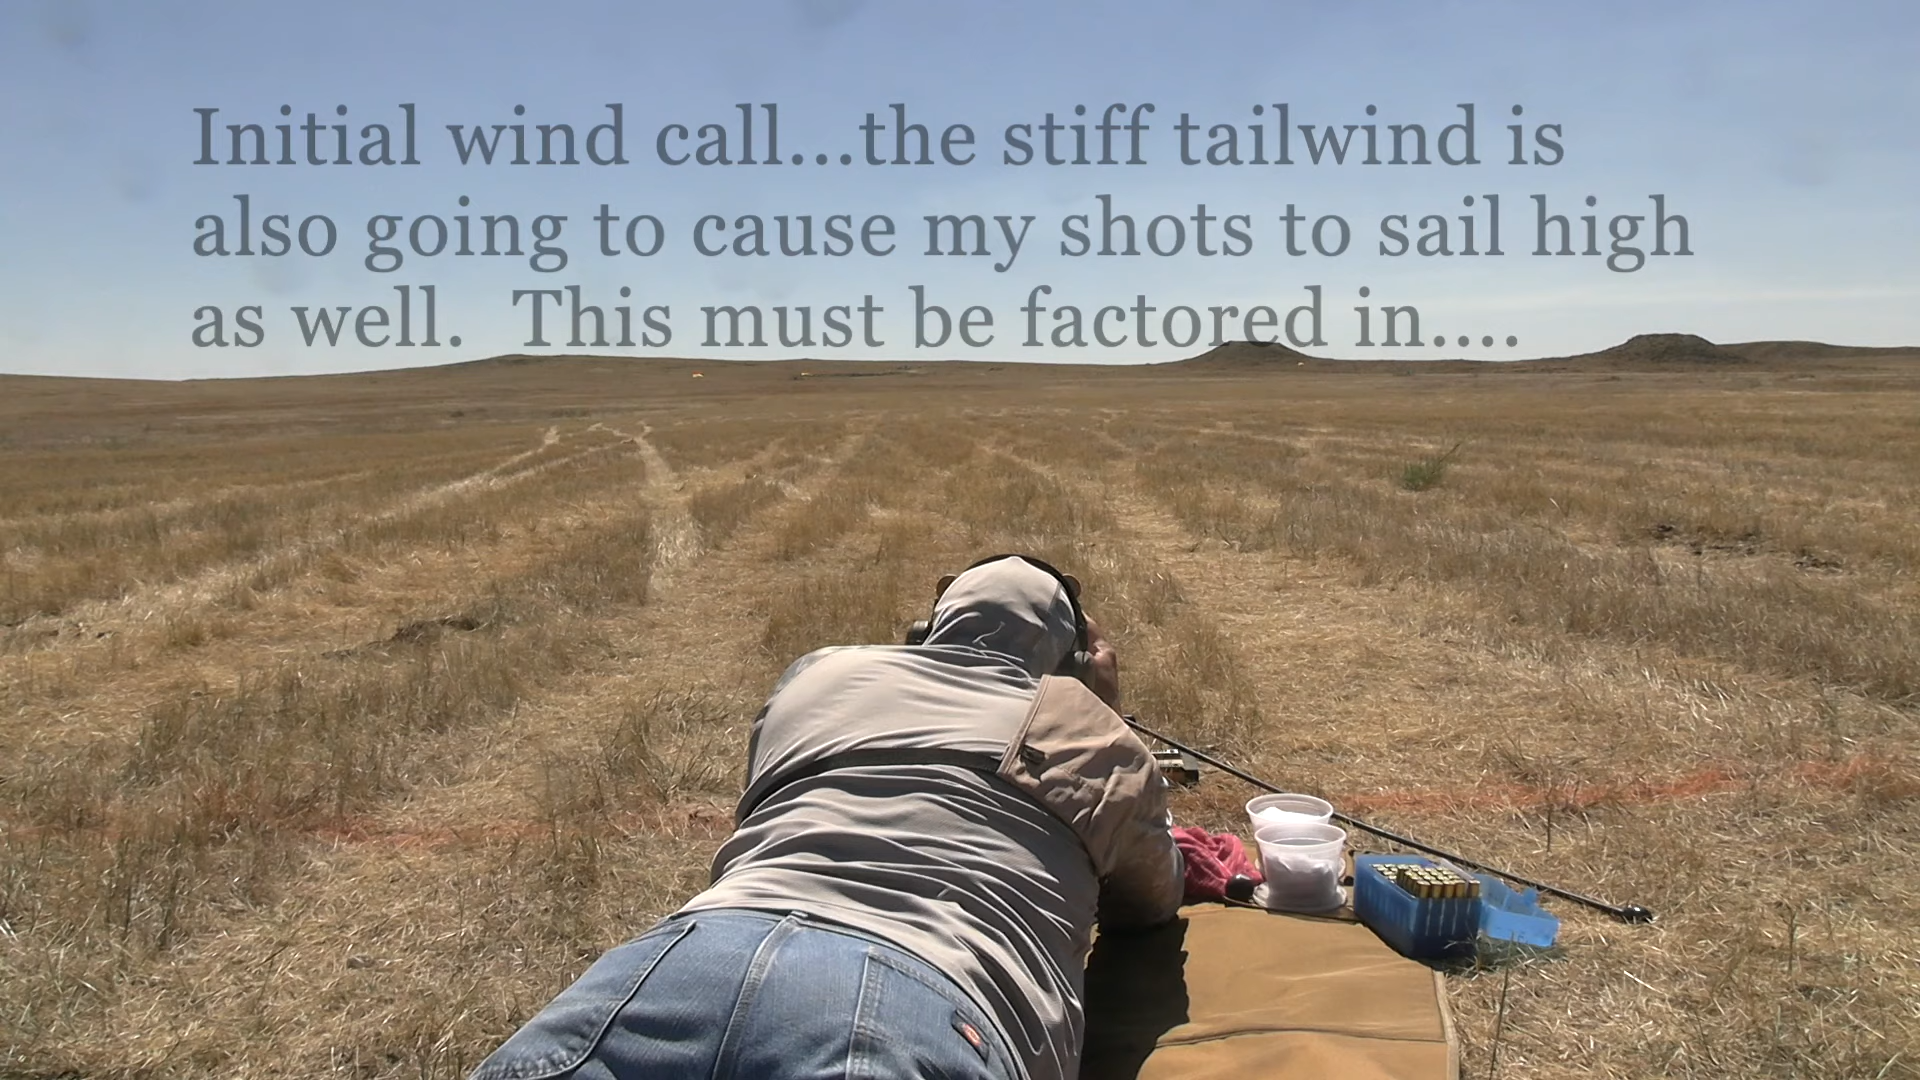 Initial wind call...the stiff tailwind is
also going to cause my shots to sail high
as well.  This must be factored in....